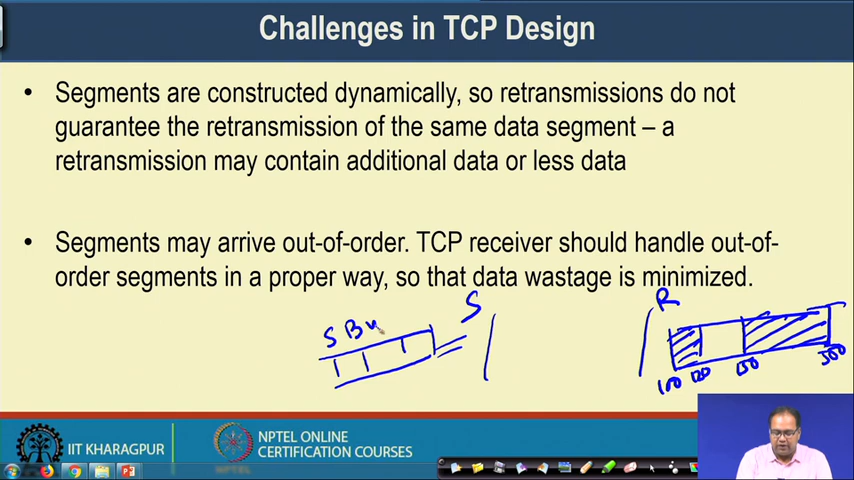 Challenges in TCP Design
• Segments are constructed dynamically, so retransmissions do not
guarantee the retransmission of the same data segment – a
retransmission may contain additional data or less data
• Segments may arrive out-of-order. TCP receiver should handle out-of-
order segments in a proper way, so that data wastage is minimized.
S R
S Bu
100 120 150 300
IIT KHARAGPUR
NPTEL ONLINE
CERTIFICATION COURSES
NPTEL